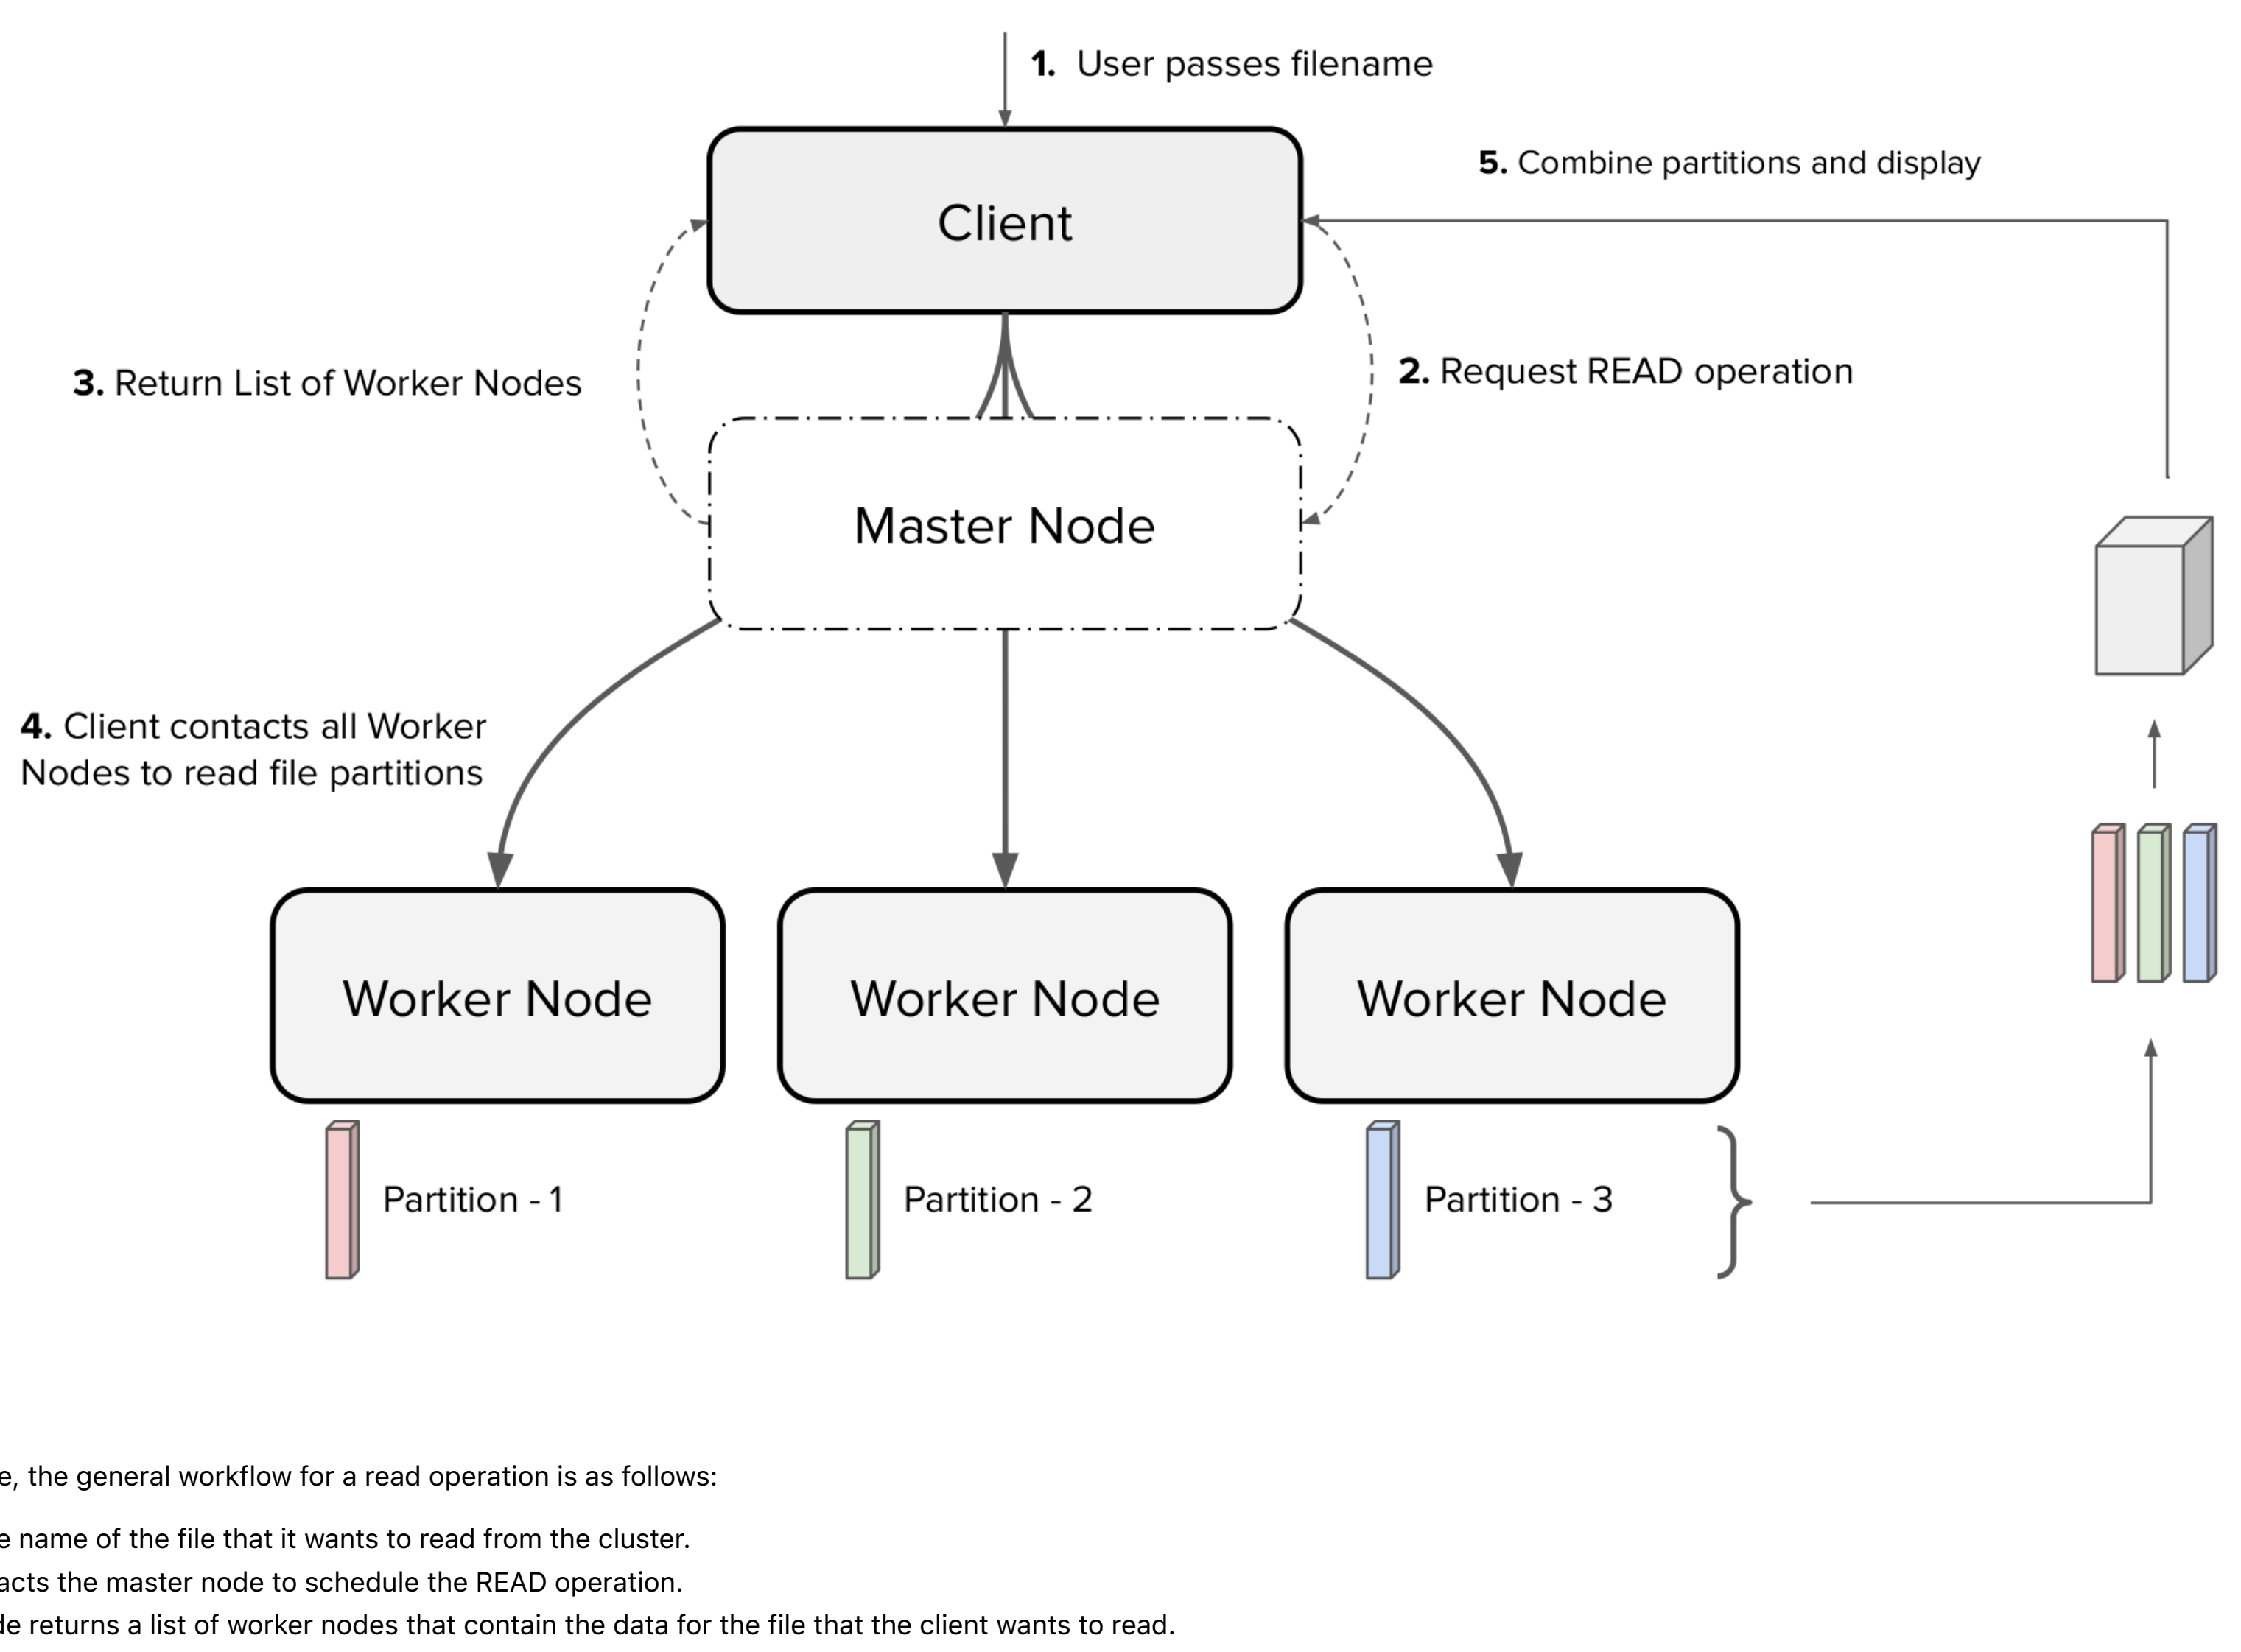 1. User passes filename
5. Combine partitions and display
Client
3. Return List of Worker Nodes
2. Request READ operation
Master Node
4. Client contacts all Worker
Nodes to read file partitions
Worker Node
Worker Node
Worker Node
Partition - 1
Partition - 2
Partition - 3
the general workflow for a read operation is as follows:
name of the file that it wants to read from the cluster.
the master node to schedule the READ operation.
returns a list of worker nodes that contain the data for the file that the client wants to read.